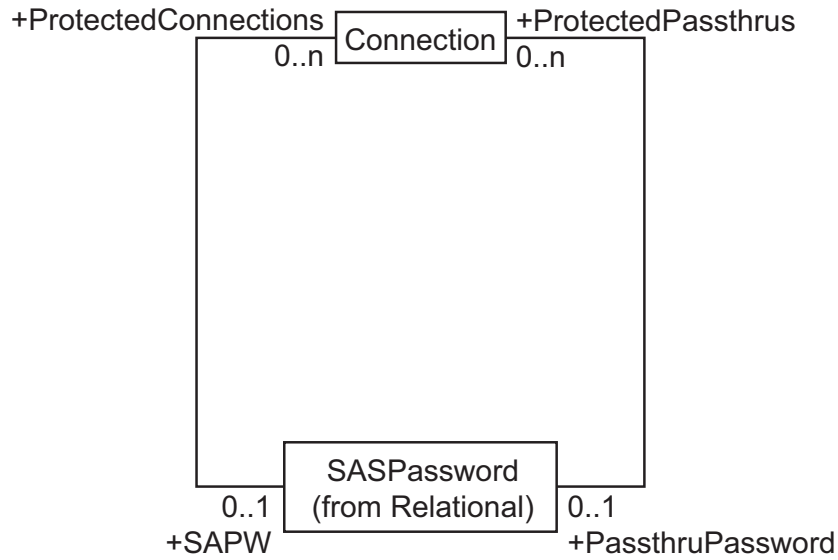 +ProtectedConnections
Connection
+ProtectedPassthrus
0..n
0..n
SASPassword
(from Relational)
0..1
0..1
+SAPW
+PassthruPassword